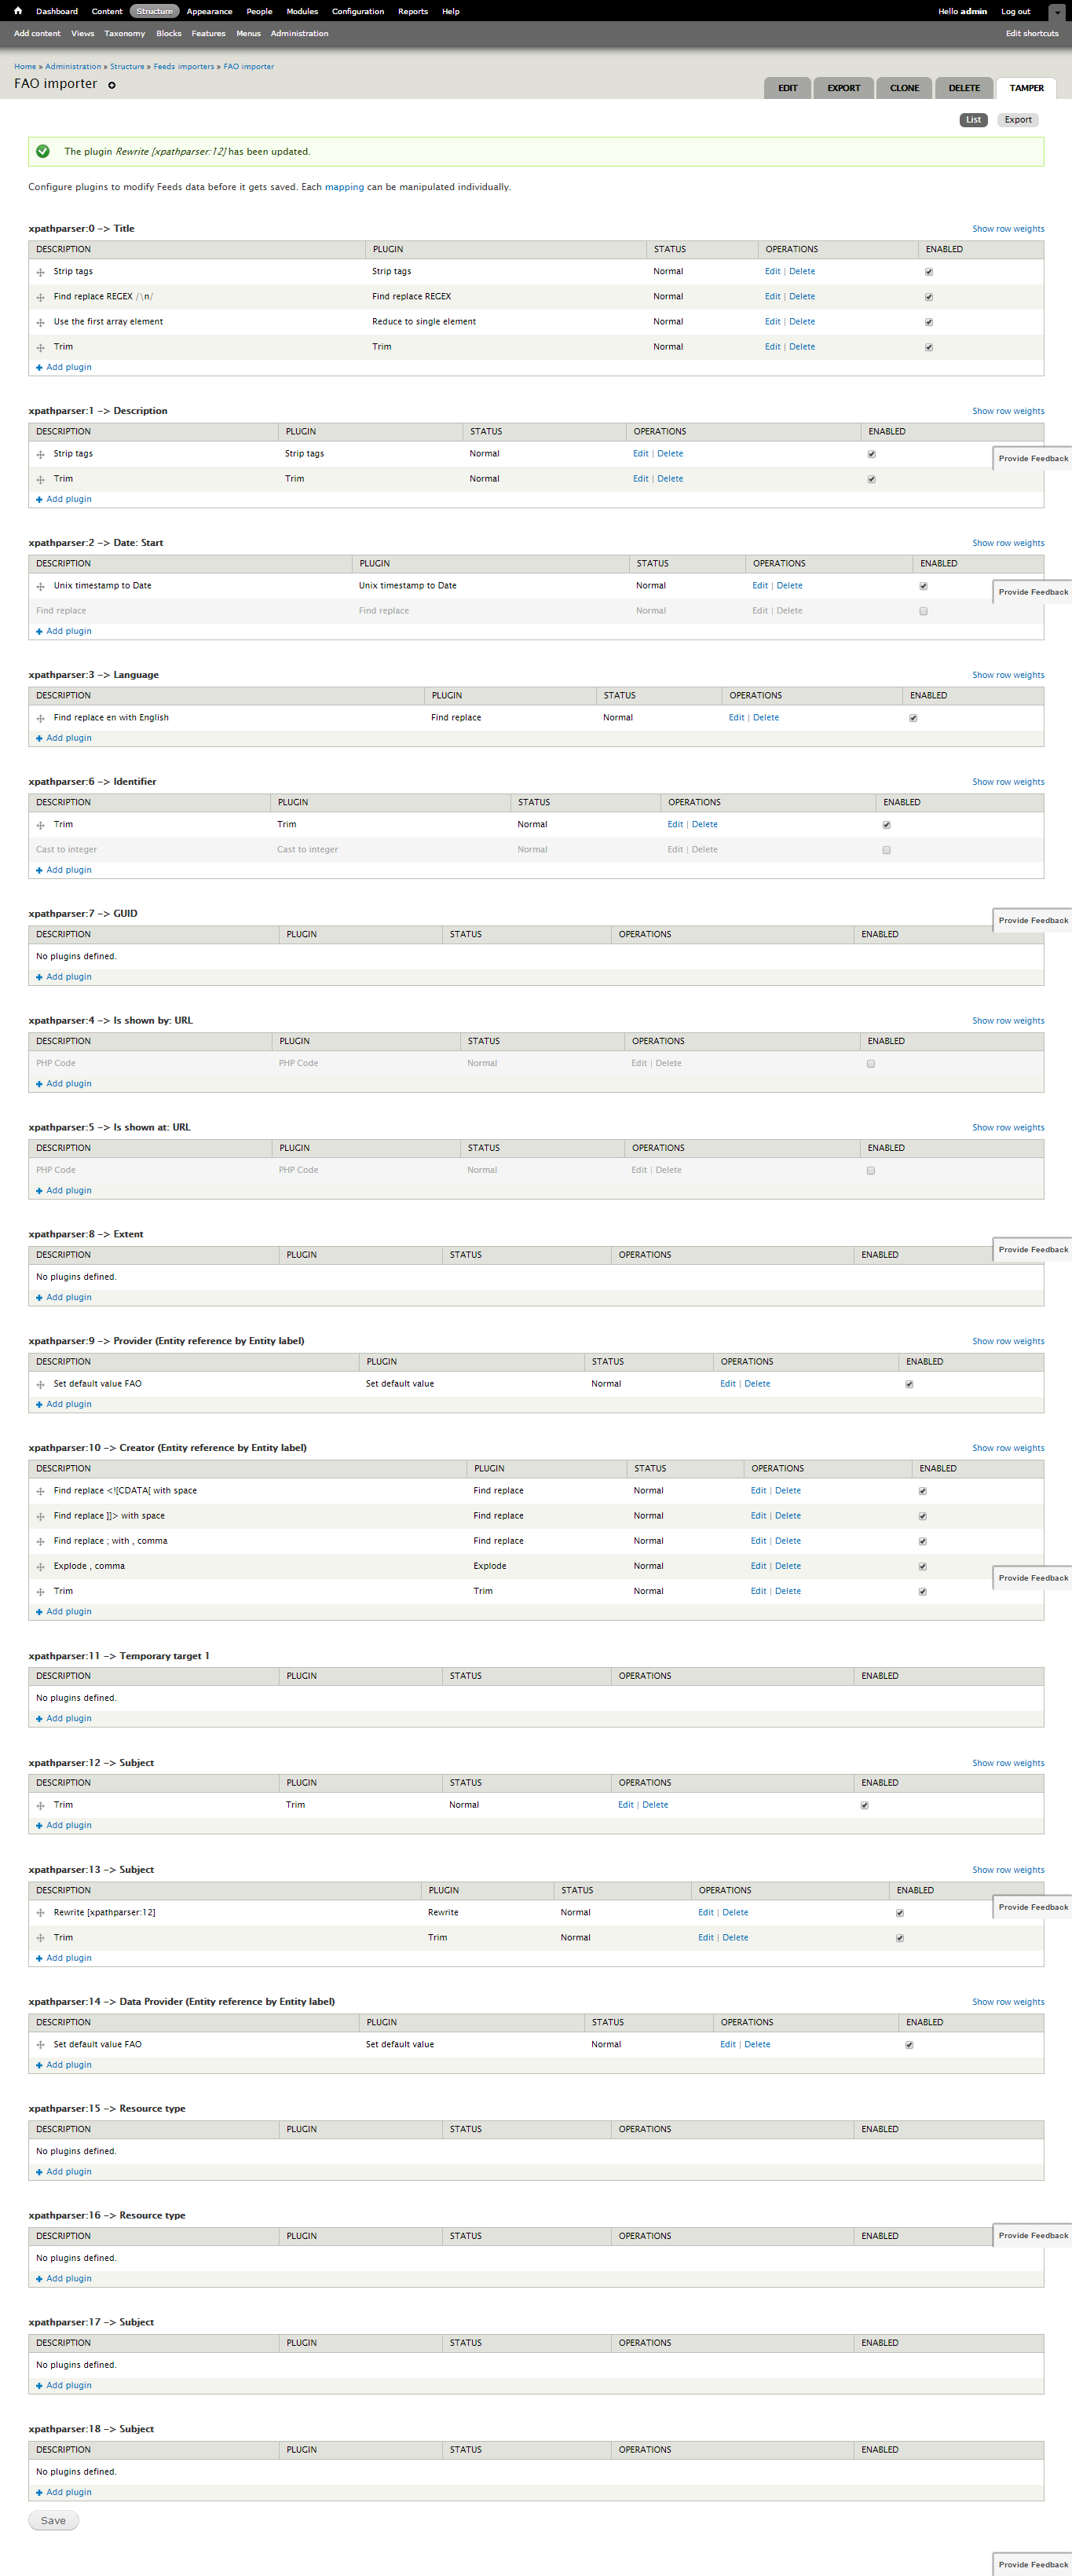 Dashboard Content Structure Appearance People Modules Configuration Reports Help Hello admin Log out
Add content Views Taxonomy Blocks Features Menus Administration Edit shortcuts
Home » Administration » Structure » Feeds importers » FAO importer
FAO importer
EDIT EXPORT CLONE DELETE TAMPER
List Export
The plugin Rewrite [xpathparser:12] has been updated.
Configure plugins to modify Feeds data before it gets saved. Each mapping can be manipulated individually.
xpathparser:0 -> Title Show row weights
DESCRIPTION PLUGIN STATUS OPERATIONS ENABLED
Strip tags Strip tags Normal Edit | Delete
Find replace REGEX /\n/ Find replace REGEX Normal Edit | Delete
Use the first array element Reduce to single element Normal Edit | Delete
Trim Trim Normal Edit | Delete
Add plugin
xpathparser:1 -> Description Show row weights
DESCRIPTION PLUGIN STATUS OPERATIONS ENABLED
Strip tags Strip tags Normal Edit | Delete
Provide Feedback
Trim Trim Normal Edit | Delete
Add plugin
xpathparser:2 -> Date: Start Show row weights
DESCRIPTION PLUGIN STATUS OPERATIONS ENABLED
Unix timestamp to Date Unix timestamp to Date Normal Edit | Delete
Provide Feedback
Find replace Find replace Normal Edit | Delete
Add plugin
xpathparser:3 -> Language Show row weights
DESCRIPTION PLUGIN STATUS OPERATIONS ENABLED
Find replace en with English Find replace Normal Edit | Delete
Add plugin
xpathparser:6 -> Identifier Show row weights
DESCRIPTION PLUGIN STATUS OPERATIONS ENABLED
Trim Trim Normal Edit | Delete
Cast to integer Cast to integer Normal Edit | Delete
Add plugin
xpathparser:7 -> GUID
Provide Feedback
DESCRIPTION PLUGIN STATUS OPERATIONS ENABLED
No plugins defined.
Add plugin
xpathparser:4 -> Is shown by: URL Show row weights
DESCRIPTION PLUGIN STATUS OPERATIONS ENABLED
PHP Code PHP Code Normal Edit | Delete
Add plugin
xpathparser:5 -> Is shown at: URL Show row weights
DESCRIPTION PLUGIN STATUS OPERATIONS ENABLED
PHP Code PHP Code Normal Edit | Delete
Add plugin
xpathparser:8 -> Extent
Provide Feedback
DESCRIPTION PLUGIN STATUS OPERATIONS ENABLED
No plugins defined.
Add plugin
xpathparser:9 -> Provider (Entity reference by Entity label) Show row weights
DESCRIPTION PLUGIN STATUS OPERATIONS ENABLED
Set default value FAO Set default value Normal Edit | Delete
Add plugin
xpathparser:10 -> Creator (Entity reference by Entity label) Show row weights
DESCRIPTION PLUGIN STATUS OPERATIONS ENABLED
Find replace <![CDATA[ with space Find replace Normal Edit | Delete
Find replace ]]> with space Find replace Normal Edit | Delete
Find replace ; with , comma Find replace Normal Edit | Delete
Explode , comma Explode Normal Edit | Delete
Provide Feedback
Trim Trim Normal Edit | Delete
Add plugin
xpathparser:11 -> Temporary target 1
DESCRIPTION PLUGIN STATUS OPERATIONS ENABLED
No plugins defined.
Add plugin
xpathparser:12 -> Subject Show row weights
DESCRIPTION PLUGIN STATUS OPERATIONS ENABLED
Trim Trim Normal Edit | Delete
Add plugin
xpathparser:13 -> Subject Show row weights
DESCRIPTION PLUGIN STATUS OPERATIONS ENABLED
Provide Feedback
Rewrite [xpathparser:12] Rewrite Normal Edit | Delete
Trim Trim Normal Edit | Delete
Add plugin
xpathparser:14 -> Data Provider (Entity reference by Entity label) Show row weights
DESCRIPTION PLUGIN STATUS OPERATIONS ENABLED
Set default value FAO Set default value Normal Edit | Delete
Add plugin
xpathparser:15 -> Resource type
DESCRIPTION PLUGIN STATUS OPERATIONS ENABLED
No plugins defined.
Add plugin
xpathparser:16 -> Resource type
DESCRIPTION PLUGIN STATUS OPERATIONS ENABLED
Provide Feedback
No plugins defined.
Add plugin
xpathparser:17 -> Subject
DESCRIPTION PLUGIN STATUS OPERATIONS ENABLED
No plugins defined.
Add plugin
xpathparser:18 -> Subject
DESCRIPTION PLUGIN STATUS OPERATIONS ENABLED
No plugins defined.
Add plugin
Save
Provide Feedback